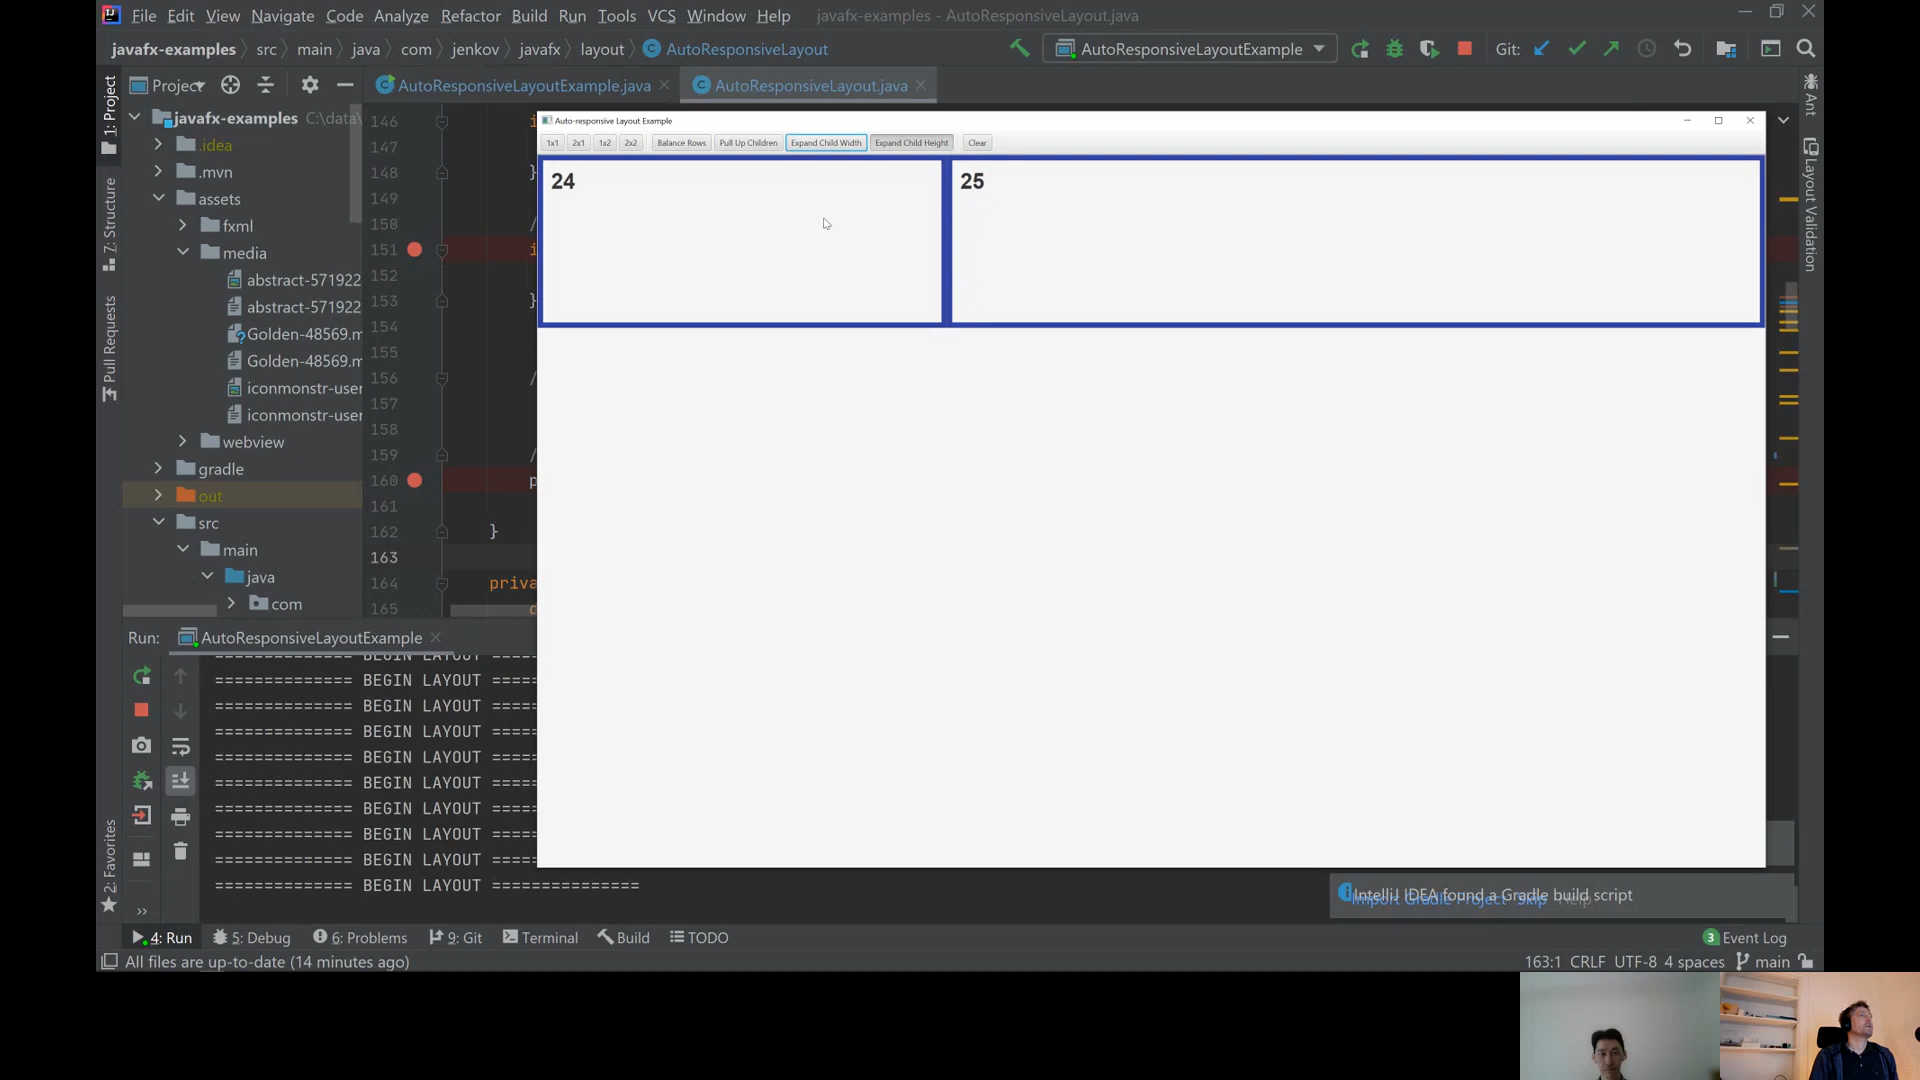 File Edit View Navigate Code Analyze Refactor Build Run Tools VCS Window Help javafx-examples - AutoResponsiveLayout.java
javafx-examples src main java com jenkov javafx layout AutoResponsiveLayout AutoResponsiveLayoutExample Git:
1: Project
7: Structure
Pull Requests
2: Favorites
Project
javafx-examples C:\data\
.idea
.mvn
assets
fxml
media
abstract-571922
abstract-571922
Golden-48569.m
Golden-48569.m
iconmonstr-user
iconmonstr-user
webview
gradle
out
src
main
java
com
AutoResponsiveLayoutExample.java AutoResponsiveLayout.java
146 i
147
148 }
149
150 /
151 i
152
153 }
154
155
156 /
157
158
159 /
160 p
161
162 }
163
164 priva
165
Auto-responsive Layout Example
1x1 2x1 1x2 2x2 Balance Rows Pull Up Children Expand Child Width Expand Child Height Clear
24 25
Ant
Layout Validation
Run: AutoResponsiveLayoutExample
============== BEGIN LAYOUT =====
============== BEGIN LAYOUT =====
============== BEGIN LAYOUT =====
============== BEGIN LAYOUT =====
============== BEGIN LAYOUT =====
============== BEGIN LAYOUT =====
============== BEGIN LAYOUT =====
============== BEGIN LAYOUT =====
============== BEGIN LAYOUT =====
============== BEGIN LAYOUT ===============
IntelliJ IDEA found a Gradle build script
Import Gradle Project Skip Help
4: Run 5: Debug 6: Problems 9: Git Terminal Build TODO 3 Event Log
All files are up-to-date (14 minutes ago) 163:1 CRLF UTF-8 4 spaces main